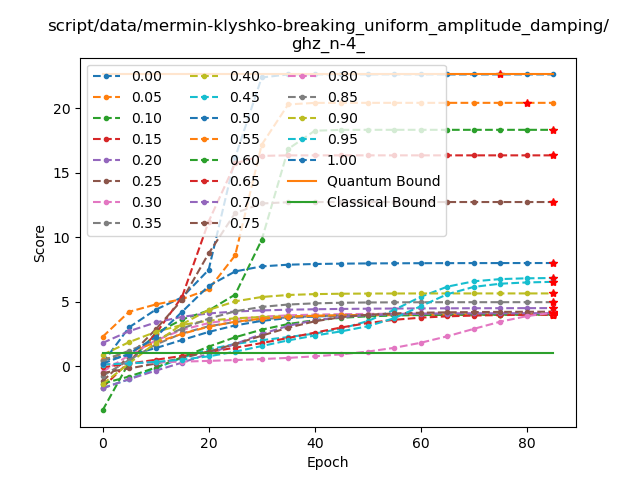 script/data/mermin-klyshko-breaking_uniform_amplitude_damping/
ghz_n-4_
0.00 0.40 0.80
0.05 0.45 0.85
0.10 0.50 0.90
0.15 0.55 0.95
0.20 0.60 1.00
0.25 0.65 Quantum Bound
0.30 0.70 Classical Bound
0.35 0.75
20
15
10
5
0
Score
0 20 40 60 80
Epoch